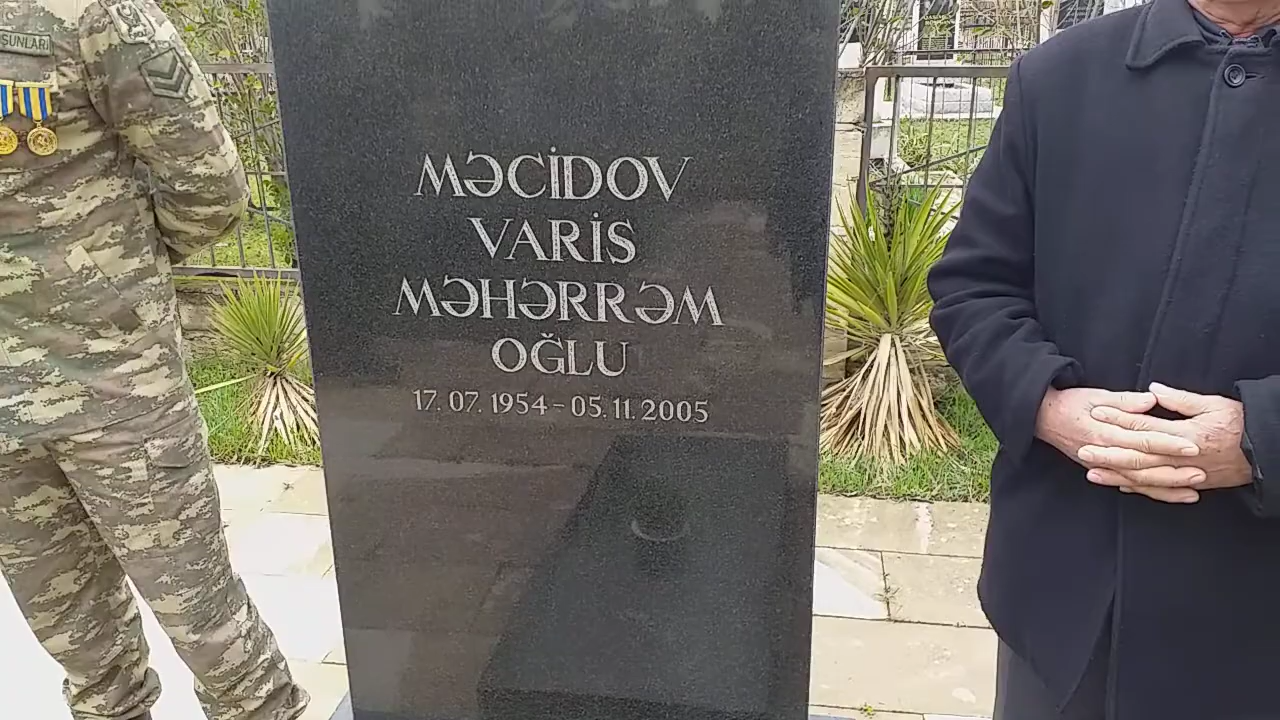 SUNLARI
MƏCİDOV
VARİS
MƏHƏRRƏM
OĞLU
17.07.1954-05.11.2005